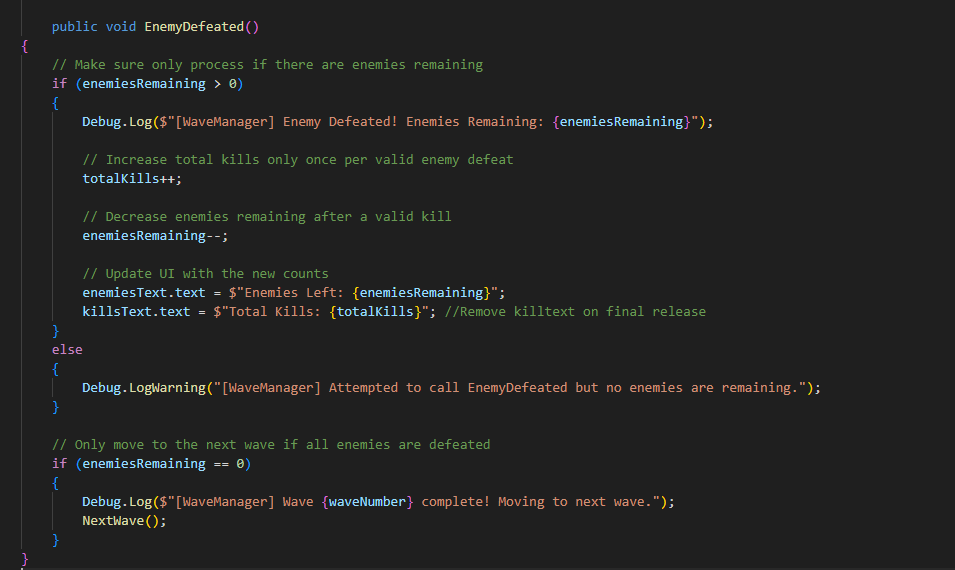 public void EnemyDefeated()
{
// Make sure only process if there are enemies remaining
if (enemiesRemaining > 0)
{
Debug.Log($"[WaveManager] Enemy Defeated! Enemies Remaining: {enemiesRemaining}");
// Increase total kills only once per valid enemy defeat
totalKills++;
// Decrease enemies remaining after a valid kill
enemiesRemaining--;
// Update UI with the new counts
enemiesText.text = $"Enemies Left: {enemiesRemaining}";
killsText.text = $"Total Kills: {totalKills}"; //Remove killtext on final release
}
else
{
Debug.LogWarning("[WaveManager] Attempted to call EnemyDefeated but no enemies are remaining.");
}
// Only move to the next wave if all enemies are defeated
if (enemiesRemaining == 0)
{
Debug.Log($"[WaveManager] Wave {waveNumber} complete! Moving to next wave.");
NextWave();
}
}